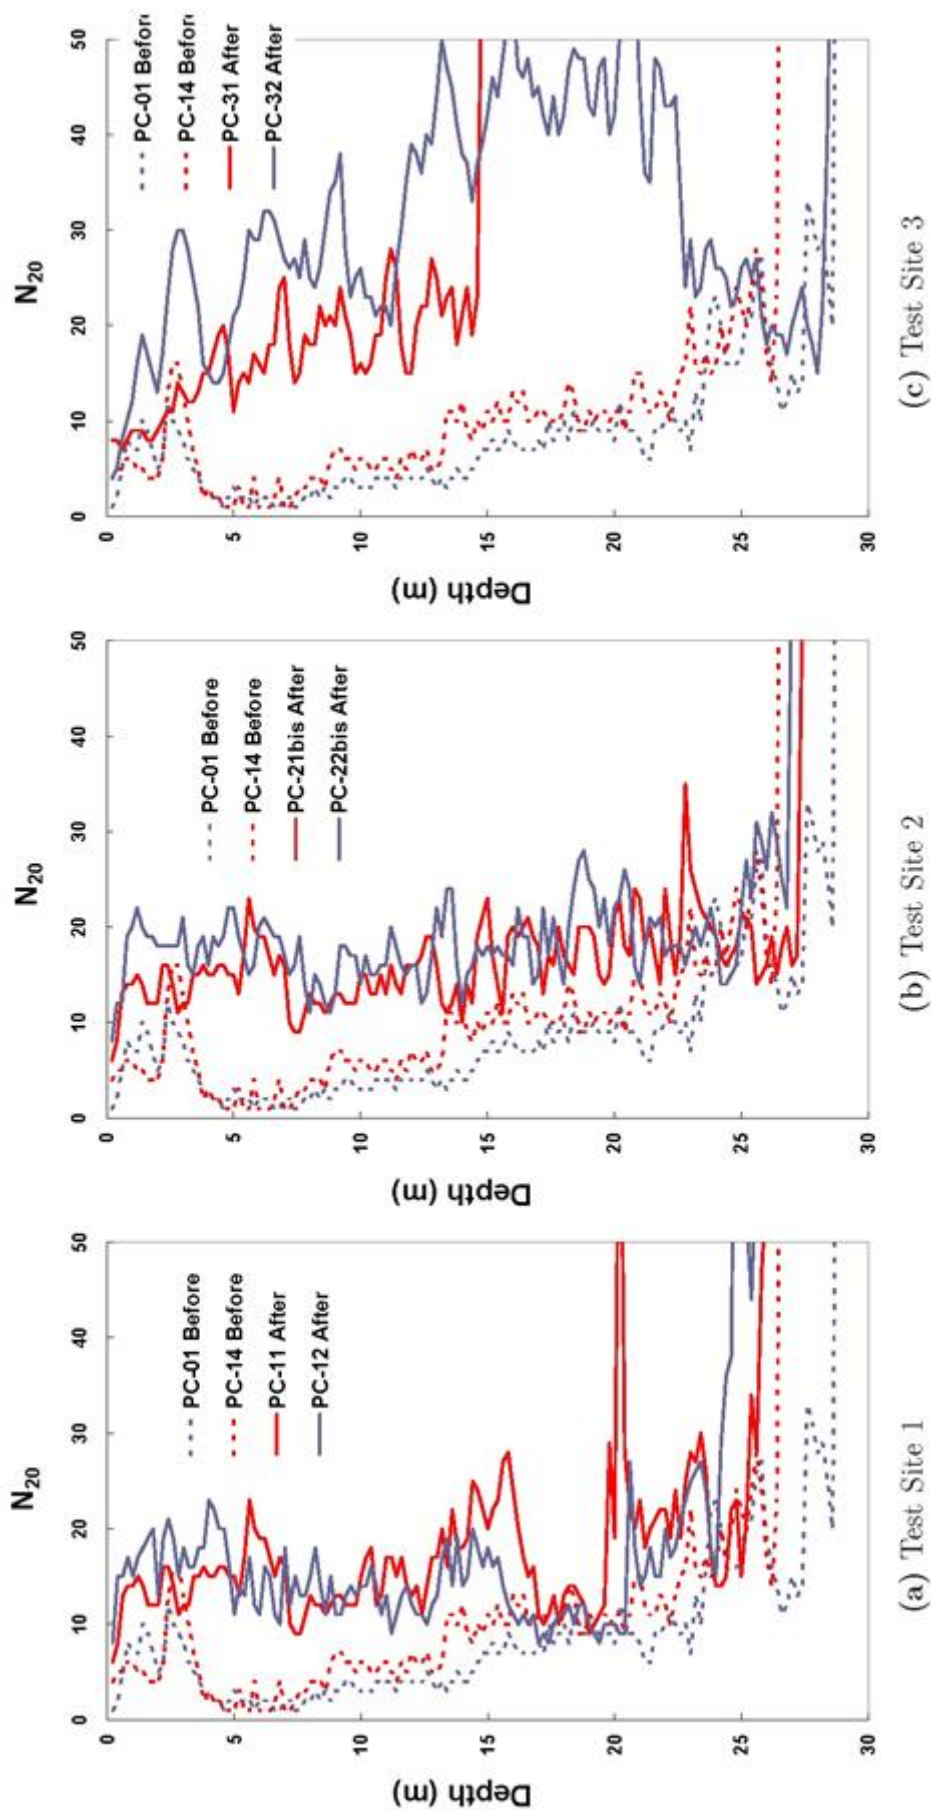 N20
0
10
20
30
40
50
0
5
10
15
20
25
30
Depth (m)
PC-01 Before
PC-14 Before
PC-11 After
PC-12 After
(a) Test Site 1
N20
0
10
20
30
40
50
0
5
10
15
20
25
30
Depth (m)
PC-01 Before
PC-14 Before
PC-21bis After
PC-22bis After
(b) Test Site 2
N20
0
10
20
30
40
50
0
5
10
15
20
25
30
Depth (m)
PC-01 Before
PC-14 Before
PC-31 After
PC-32 After
(c) Test Site 3